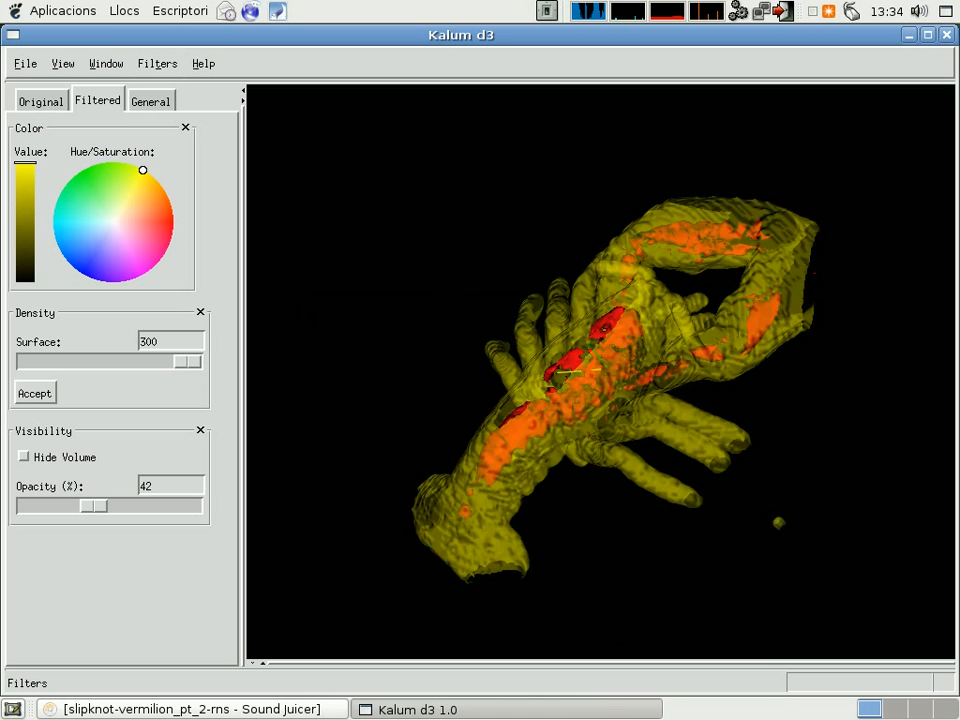 Aplicacions Llocs Escriptori 13:34
Kalum d3
File View Window Filters Help
Original Filtered General
Color
Value: Hue/Saturation:
Density
Surface: 300
Accept
Visibility
Hide Volume
Opacity (%): 42
Filters
[slipknot-vermilion_pt_2-rns - Sound Juicer] Kalum d3 1.0